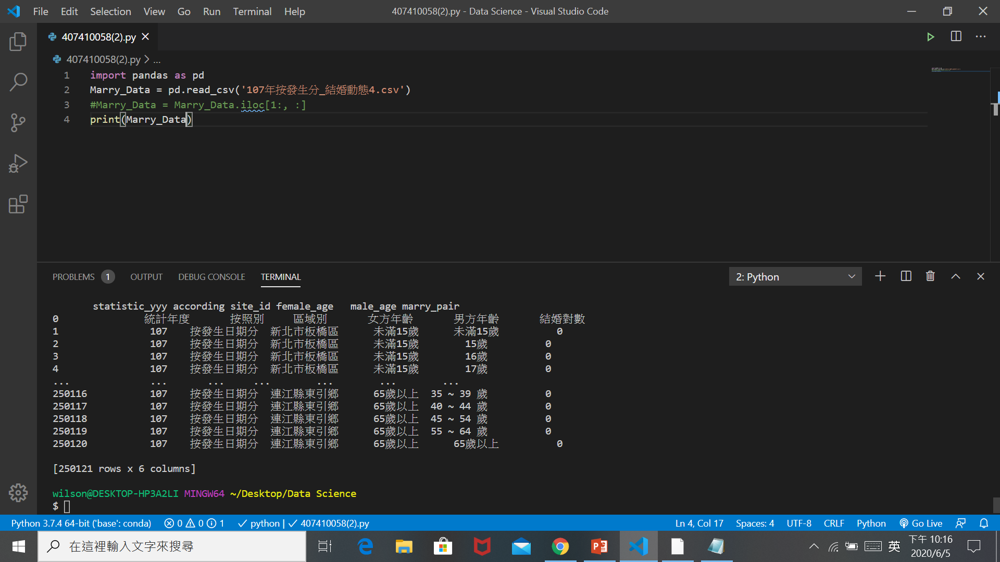 File Edit Selection View Go Run Terminal Help 407410058(2).py - Data Science - Visual Studio Code
407410058(2).py
407410058(2).py > ...
1 import pandas as pd
2 Marry_Data = pd.read_csv('107年按發生分_結婚動態4.csv')
3 #Marry_Data = Marry_Data.iloc[1:, :]
4 print(Marry_Data)
PROBLEMS 1 OUTPUT DEBUG CONSOLE TERMINAL 2: Python
statistic_yyy according site_id female_age male_age marry_pair
0 統計年度 按照別 區域別 女方年齡 男方年齡 結婚對數
1 107 按發生日期分 新北市板橋區 未滿15歲 未滿15歲 0
2 107 按發生日期分 新北市板橋區 未滿15歲 15歲 0
3 107 按發生日期分 新北市板橋區 未滿15歲 16歲 0
4 107 按發生日期分 新北市板橋區 未滿15歲 17歲 0
... ... ... ... ... ... ...
250116 107 按發生日期分 連江縣東引鄉 65歲以上 35 ~ 39 歲 0
250117 107 按發生日期分 連江縣東引鄉 65歲以上 40 ~ 44 歲 0
250118 107 按發生日期分 連江縣東引鄉 65歲以上 45 ~ 54 歲 0
250119 107 按發生日期分 連江縣東引鄉 65歲以上 55 ~ 64 歲 0
250120 107 按發生日期分 連江縣東引鄉 65歲以上 65歲以上 0
[250121 rows x 6 columns]
wilson@DESKTOP-HP3A2LI MINGW64 ~/Desktop/Data Science
$
Python 3.7.4 64-bit ('base': conda) 0 0 1 python | 407410058(2).py Ln 4, Col 17 Spaces: 4 UTF-8 CRLF Python Go Live
在這裡輸入文字來搜尋 英 下午 10:16
2020/6/5